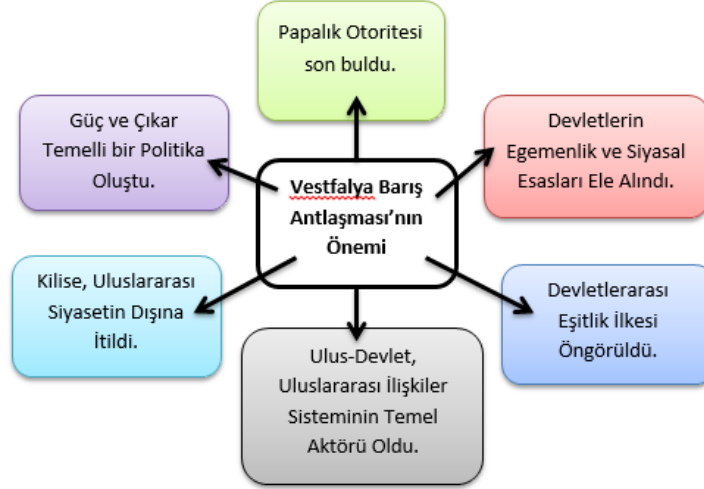 Papalık Otoritesi
son buldu.
Güç ve Çıkar
Temelli bir Politika
Oluştu.
Devletlerin
Egemenlik ve Siyasal
Esasları Ele Alındı.
Vestfalya Barış
Antlaşması’nın
Önemi
Kilise, Uluslararası
Siyasetin Dışına
İtildi.
Devletlerarası
Eşitlik İlkesi
Öngörüldü.
Ulus-Devlet,
Uluslararası İlişkiler
Sisteminin Temel
Aktörü Oldu.